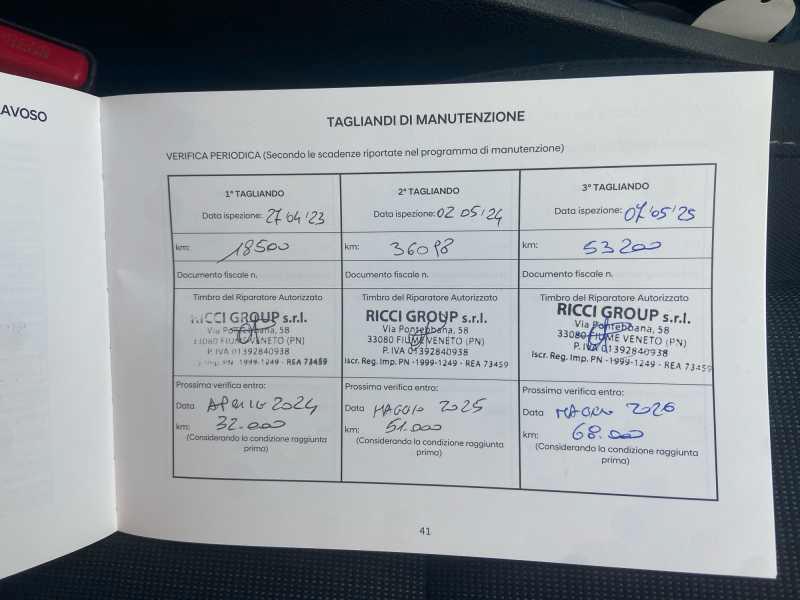 AVOSO
TAGLIANDI DI MANUTENZIONE
VERIFICA PERIODICA (Secondo le scadenze riportate nel programma di manutenzione)
1° TAGLIANDO
Data ispezione: 27 04 '23
km: 18500
Documento fiscale n.
Timbro del Riparatore Autorizzato
RICCI GROUP s.r.l.
Via Pontebbana, 58
33080 FIUME VENETO (PN)
P. IVA 01392840938
Iscr. Reg. Imp. PN -1999-1249 - REA 73459
Prossima verifica entro:
Data APRILE 2024
km: 32.000
(Considerando la condizione raggiunta
prima)
2° TAGLIANDO
Data ispezione: 02 05 '24
km: 36098
Documento fiscale n.
Timbro del Riparatore Autorizzato
RICCI GROUP s.r.l.
Via Pontebbana, 58
33080 FIUME VENETO (PN)
P. IVA 01392840938
Iscr. Reg. Imp. PN -1999-1249 - REA 73459
Prossima verifica entro:
Data MAGGIO 2025
km: 51.000
(Considerando la condizione raggiunta
prima)
3° TAGLIANDO
Data ispezione: 07 '05 '25
km: 53200
Documento fiscale n.
Timbro del Riparatore Autorizzato
RICCI GROUP s.r.l.
Via Pontebbana, 58
33080 FIUME VENETO (PN)
P. IVA 01392840938
Iscr. Reg. Imp. PN -1999-1249 - REA 73459
Prossima verifica entro:
Data MAGGIO 2026
km: 68.000
(Considerando la condizione raggiunta
prima)
41